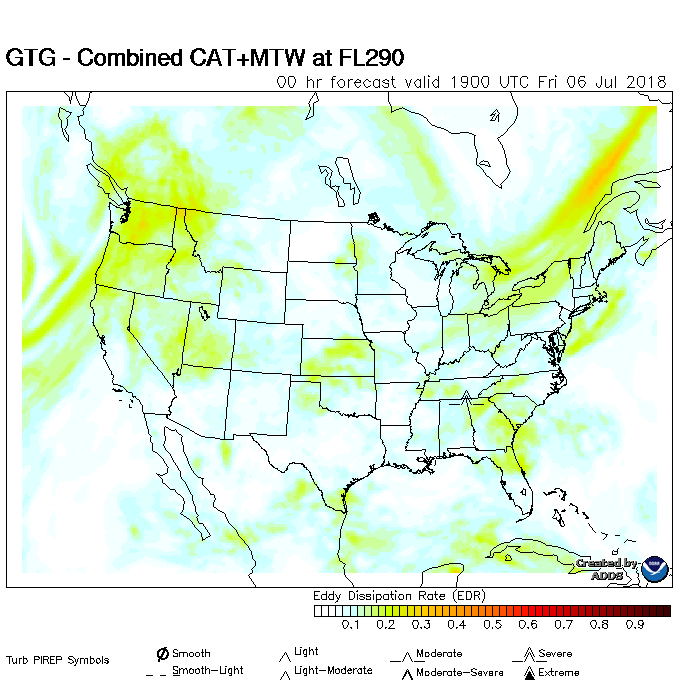 GTG - Combined CAT+MTW at FL290
00 hr forecast valid 1900 UTC Fri 06 Jul 2018
Created by
ADDS
Eddy Dissipation Rate (EDR)
0.1 0.2 0.3 0.4 0.5 0.6 0.7 0.8 0.9
Turb PIREP Symbols
Smooth Light Moderate Severe
Smooth-Light Light-Moderate Moderate-Severe Extreme